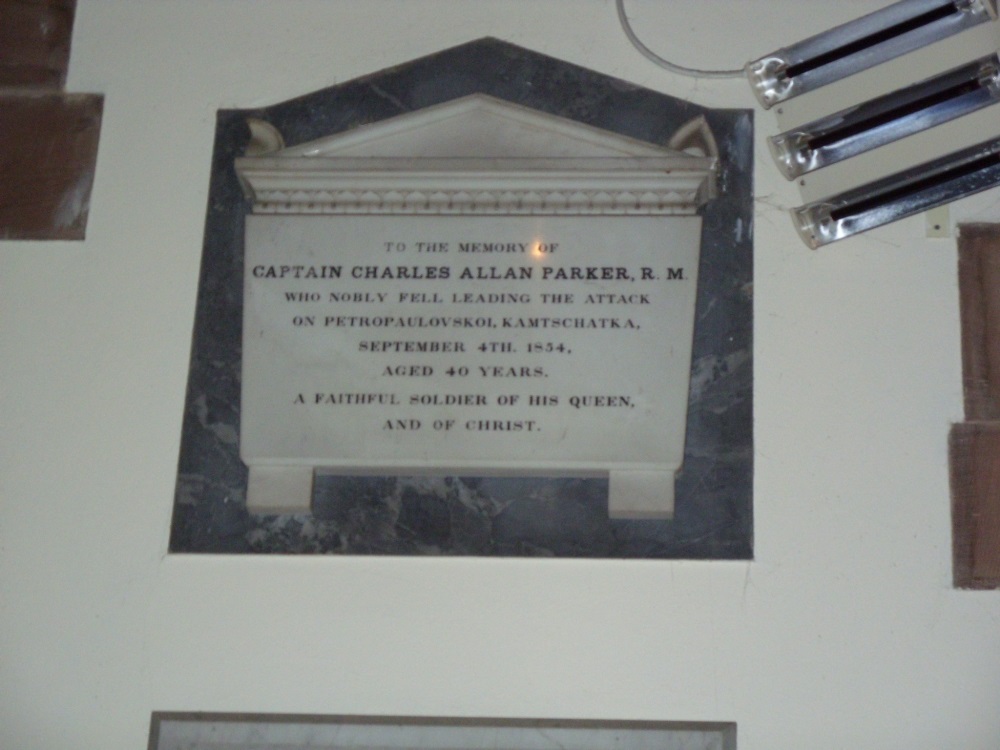 TO THE MEMORY OF
CAPTAIN CHARLES ALLAN PARKER, R. M.
WHO NOBLY FELL LEADING THE ATTACK
ON PETROPAULOVSKOI, KAMTSCHATKA,
SEPTEMBER 4TH. 1854,
AGED 40 YEARS.
A FAITHFUL SOLDIER OF HIS QUEEN,
AND OF CHRIST.